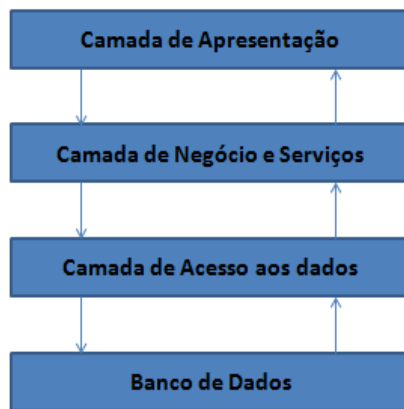 Camada de Apresentação
Camada de Negócio e Serviços
Camada de Acesso aos dados
Banco de Dados